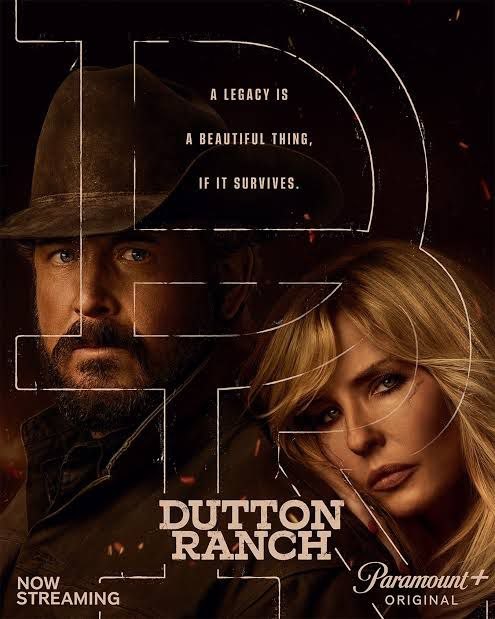 A LEGACY IS
A BEAUTIFUL THING,
IF IT SURVIVES.
DUTTON
RANCH
NOW
STREAMING
Paramount+
ORIGINAL